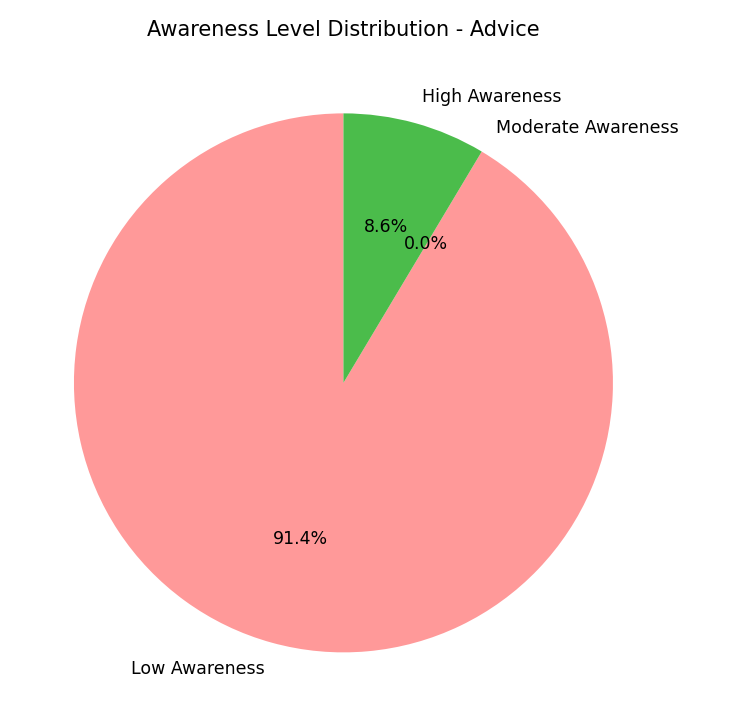 Awareness Level Distribution - Advice
High Awareness
Moderate Awareness
8.6%
0.0%
91.4%
Low Awareness